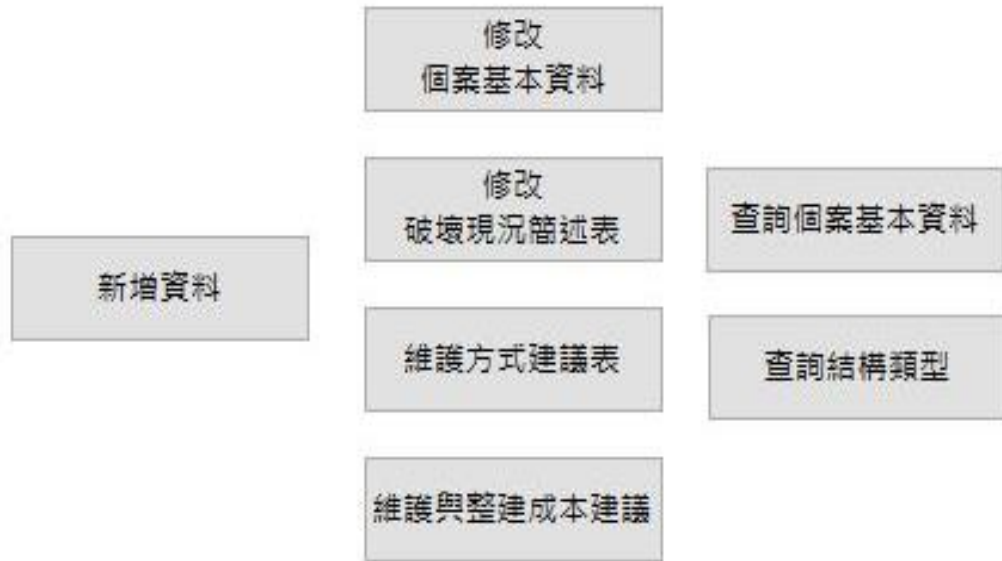 新增資料
修改
個案基本資料
修改
破壞現況簡述表
維護方式建議表
維護與整建成本建議
查詢個案基本資料
查詢結構類型